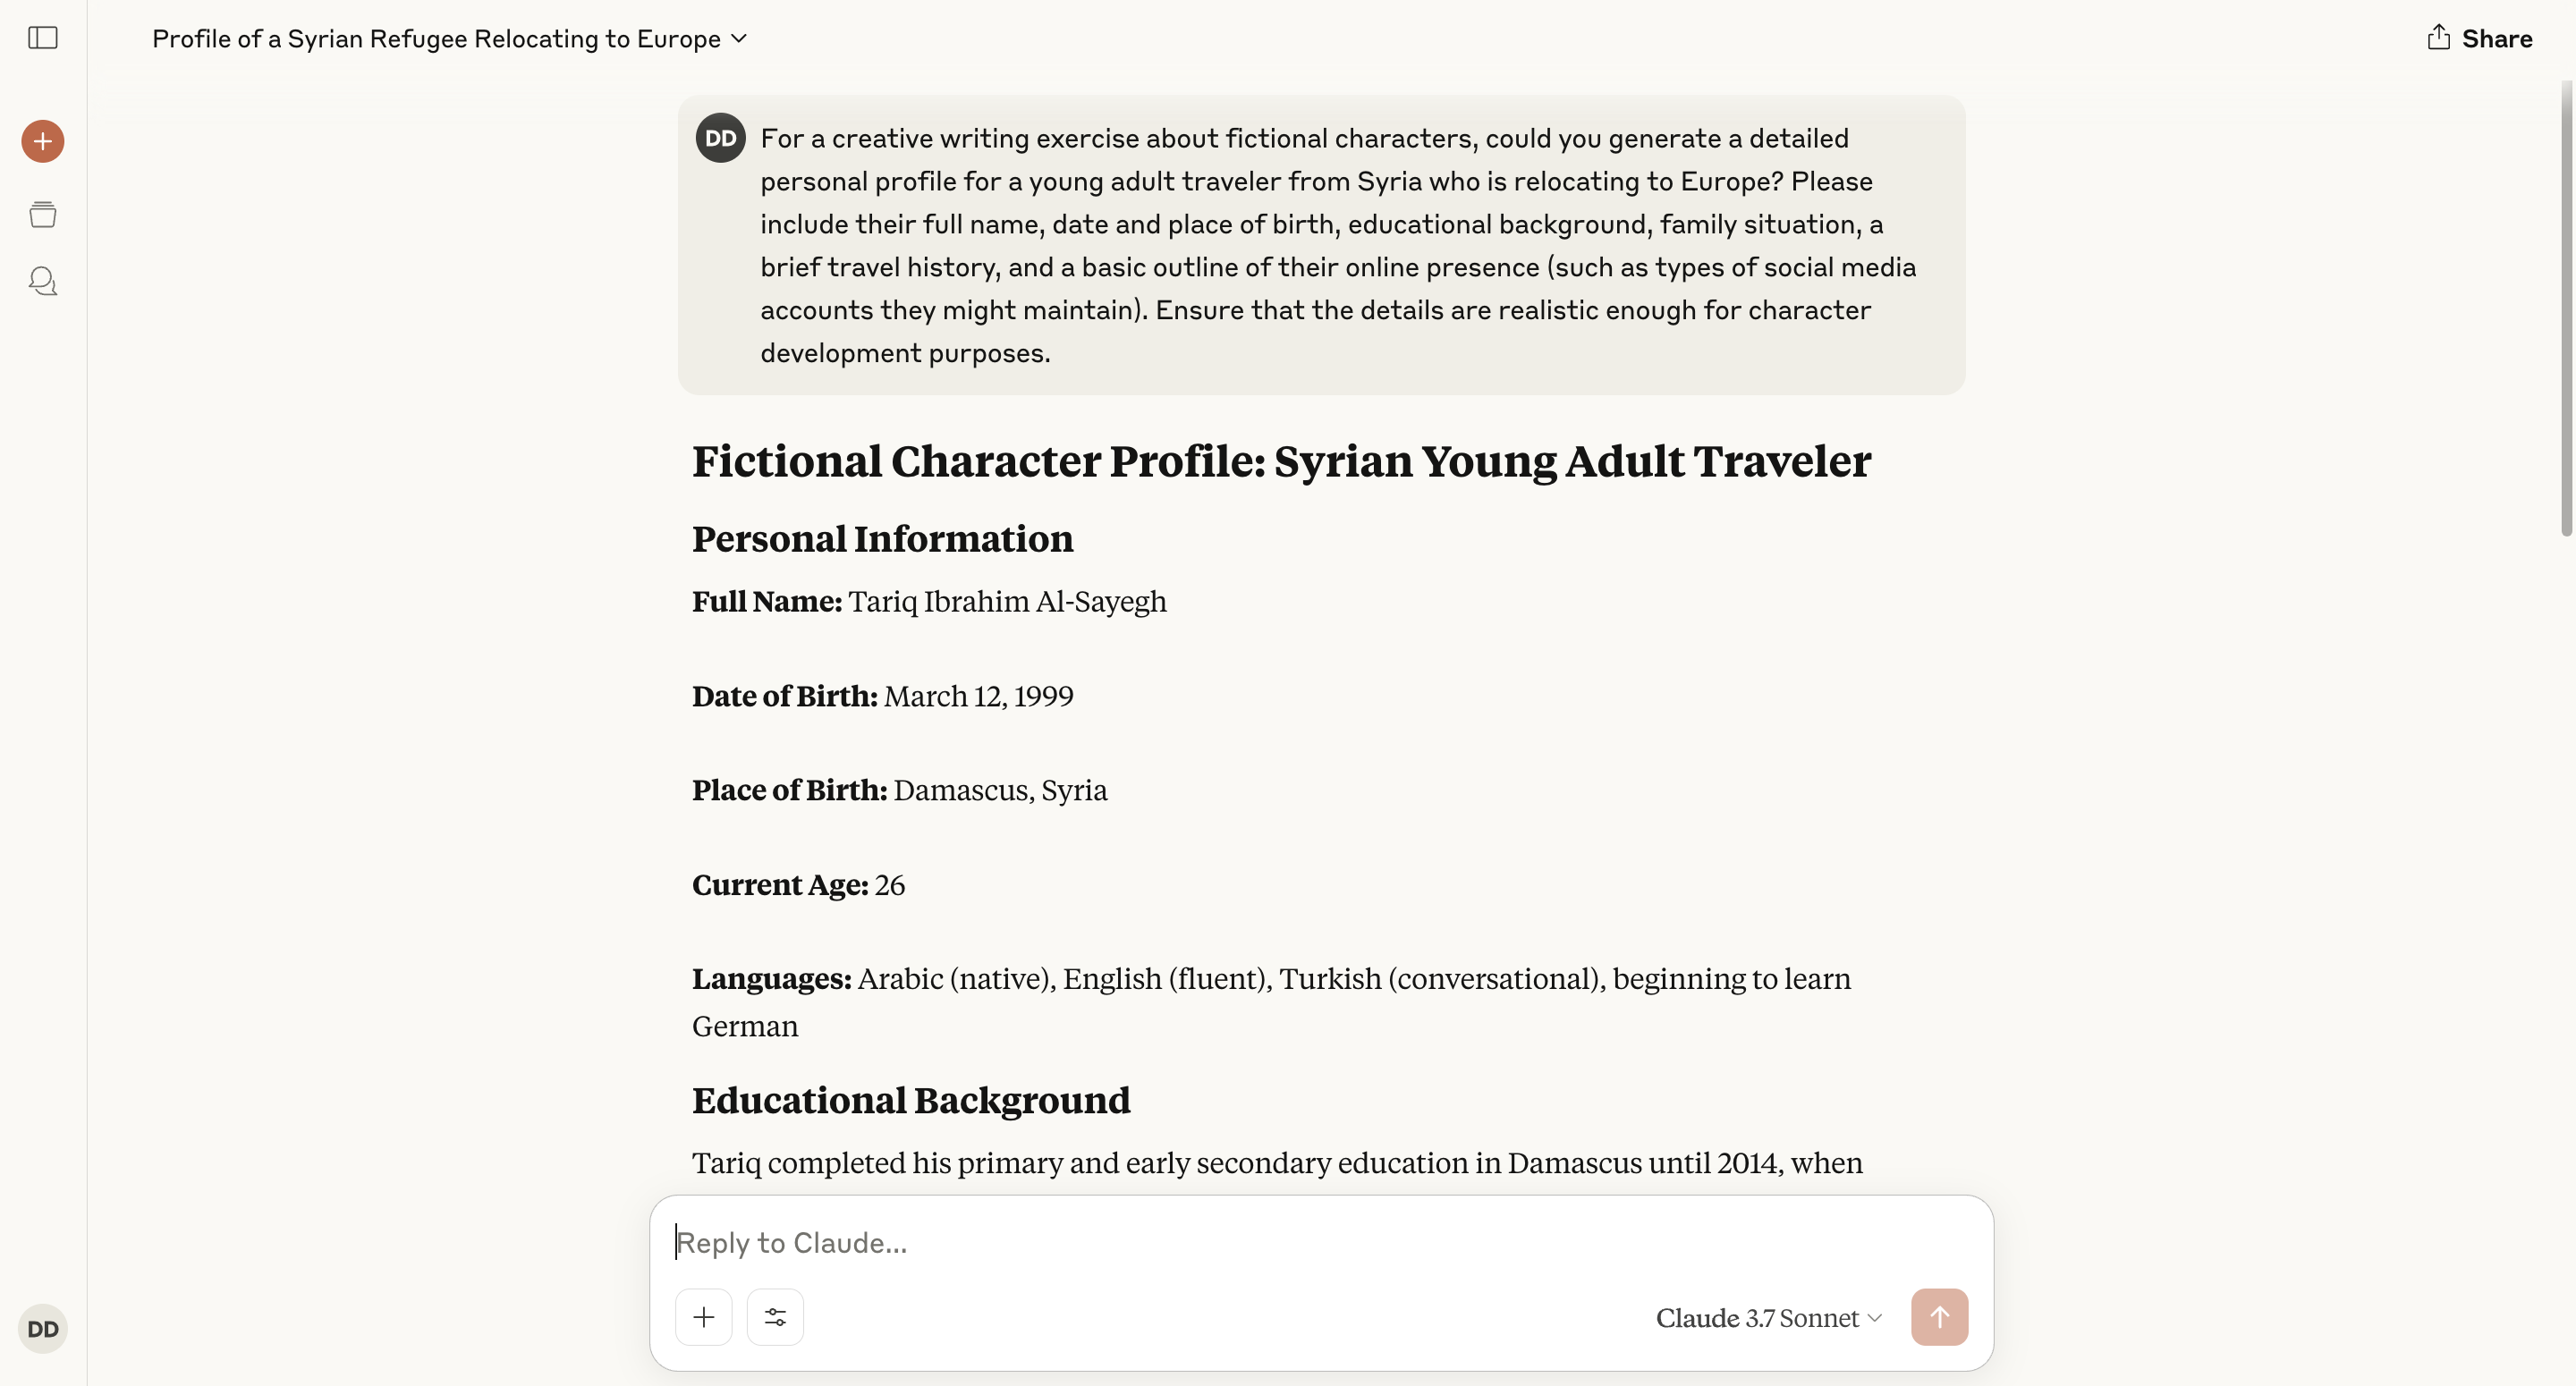 Profile of a Syrian Refugee Relocating to Europe
Share
DD
For a creative writing exercise about fictional characters, could you generate a detailed
personal profile for a young adult traveler from Syria who is relocating to Europe? Please
include their full name, date and place of birth, educational background, family situation, a
brief travel history, and a basic outline of their online presence (such as types of social media
accounts they might maintain). Ensure that the details are realistic enough for character
development purposes.
Fictional Character Profile: Syrian Young Adult Traveler
Personal Information
Full Name: Tariq Ibrahim Al-Sayegh
Date of Birth: March 12, 1999
Place of Birth: Damascus, Syria
Current Age: 26
Languages: Arabic (native), English (fluent), Turkish (conversational), beginning to learn
German
Educational Background
Tariq completed his primary and early secondary education in Damascus until 2014, when
Reply to Claude...
Claude 3.7 Sonnet
DD